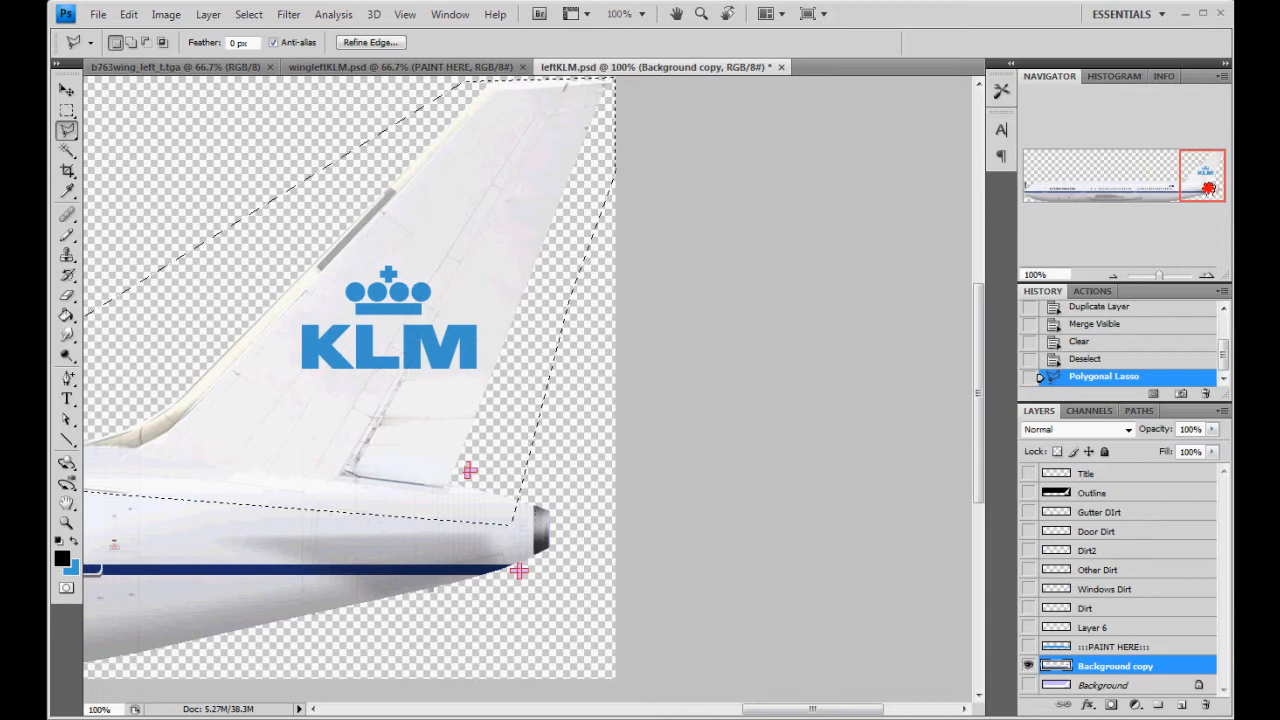 Ps File Edit Image Layer Select Filter Analysis 3D View Window Help Br 100% ESSENTIALS
Feather: 0 px Anti-alias Refine Edge...
b763wing_left_t.tga @ 66.7% (RGB/8) wingleftKLM.psd @ 66.7% (PAINT HERE, RGB/8#) leftKLM.psd @ 100% (Background copy, RGB/8#) *
NAVIGATOR HISTOGRAM INFO
KLM
KLM
100%
HISTORY ACTIONS
Duplicate Layer
Merge Visible
Clear
Deselect
Polygonal Lasso
LAYERS CHANNELS PATHS
Normal Opacity: 100%
Lock: Fill: 100%
Title
Outline
Gutter DIrt
Door Dirt
Dirt2
Other Dirt
Windows Dirt
Dirt
Layer 6
:::PAINT HERE:::
Background copy
Background
100% Doc: 5.27M/38.3M